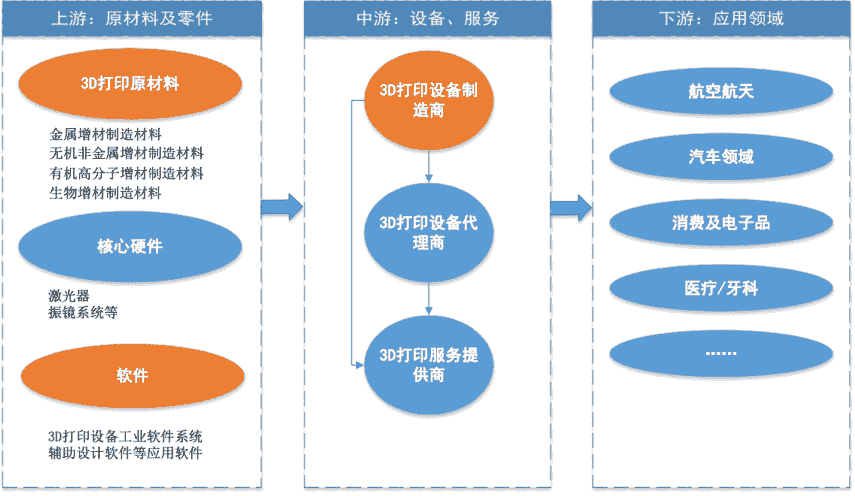 上游：原材料及零件
3D打印原材料
金属增材制造材料
无机非金属增材制造材料
有机高分子增材制造材料
生物增材制造材料
核心硬件
激光器
振镜系统等
软件
3D打印设备工业软件系统
辅助设计软件等应用软件
中游：设备、服务
3D打印设备制
造商
3D打印设备代
理商
3D打印服务提
供商
下游：应用领域
航空航天
汽车领域
消费及电子品
医疗/牙科
……